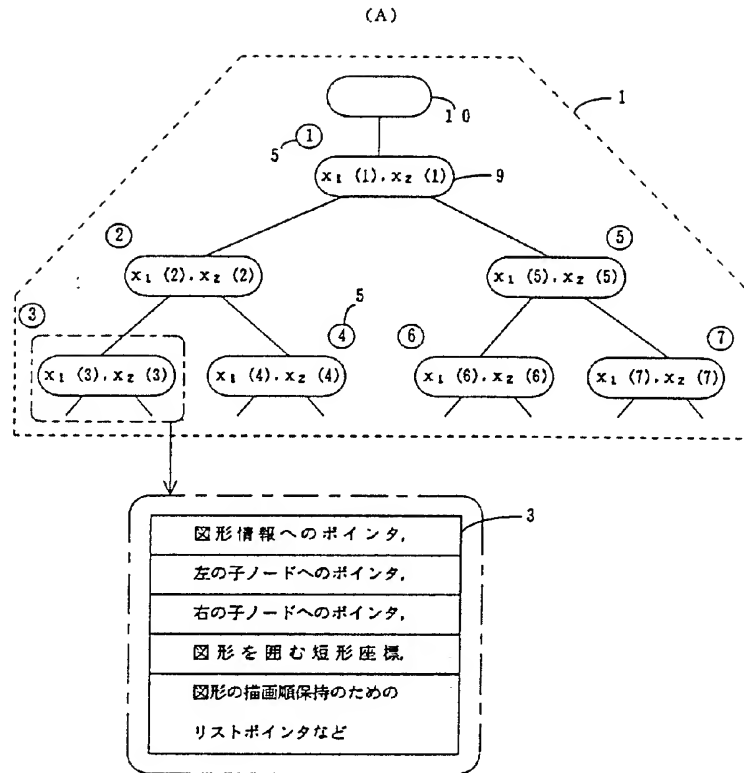 (A)
10
1
①
5
x₁ (1), x₂ (1)
9
②
⑤
x₁ (2), x₂ (2)
x₁ (5), x₂ (5)
③
5
④
⑥
⑦
x₁ (3), x₂ (3)
x₁ (4), x₂ (4)
x₁ (6), x₂ (6)
x₁ (7), x₂ (7)
3
図形情報へのポインタ,
左の子ノードへのポインタ,
右の子ノードへのポインタ,
図形を囲む短形座標,
図形の描画順保持のための
リストポインタなど